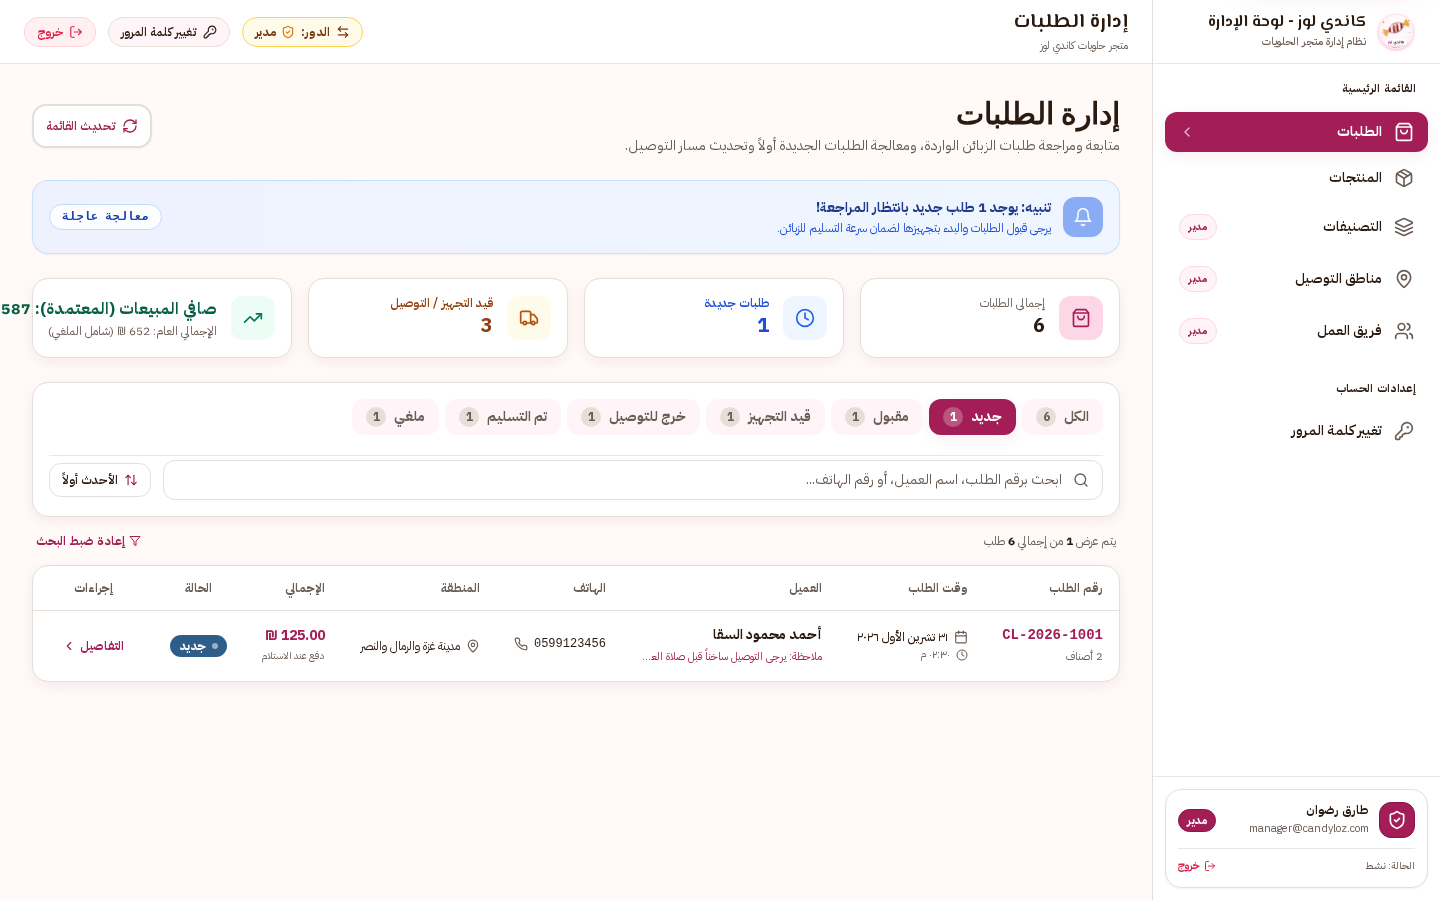 كاندي لوز - لوحة الإدارة
نظام إدارة متجر الحلويات
القائمة الرئيسية
الطلبات
المنتجات
التصنيفات
مدير
مناطق التوصيل
مدير
فريق العمل
مدير
إعدادات الحساب
تغيير كلمة المرور
طارق رضوان
manager@candyloz.com
مدير
الحالة: نشط
خروج
إدارة الطلبات
متجر حلويات كاندي لوز
الدور: مدير
تغيير كلمة المرور
خروج
إدارة الطلبات
متابعة ومراجعة طلبات الزبائن الواردة، ومعالجة الطلبات الجديدة أولاً وتحديث مسار التوصيل.
تحديث القائمة
تنبيه: يوجد 1 طلب جديد بانتظار المراجعة!
يرجى قبول الطلبات والبدء بتجهيزها لضمان سرعة التسليم للزبائن.
معالجة عاجلة
إجمالي الطلبات
6
طلبات جديدة
1
قيد التجهيز / التوصيل
3
صافي المبيعات (المعتمدة): 587
الإجمالي العام: 652 ₪ (شامل الملغي)
الكل 6
جديد 1
مقبول 1
قيد التجهيز 1
خرج للتوصيل 1
تم التسليم 1
ملغي 1
ابحث برقم الطلب، اسم العميل، أو رقم الهاتف...
الأحدث أولاً
يتم عرض 1 من إجمالي 6 طلب
إعادة ضبط البحث
رقم الطلب
وقت الطلب
العميل
الهاتف
المنطقة
الإجمالي
الحالة
إجراءات
CL-2026-1001
2 أصناف
٣١ تشرين الأول ٢٠٢٦
٠٢:٣٠ م
أحمد محمود السقا
ملاحظة: يرجى التوصيل ساخناً قبل صلاة الع...
0599123456
مدينة غزة والرمال والنصر
125.00 ₪
دفع عند الاستلام
جديد
التفاصيل